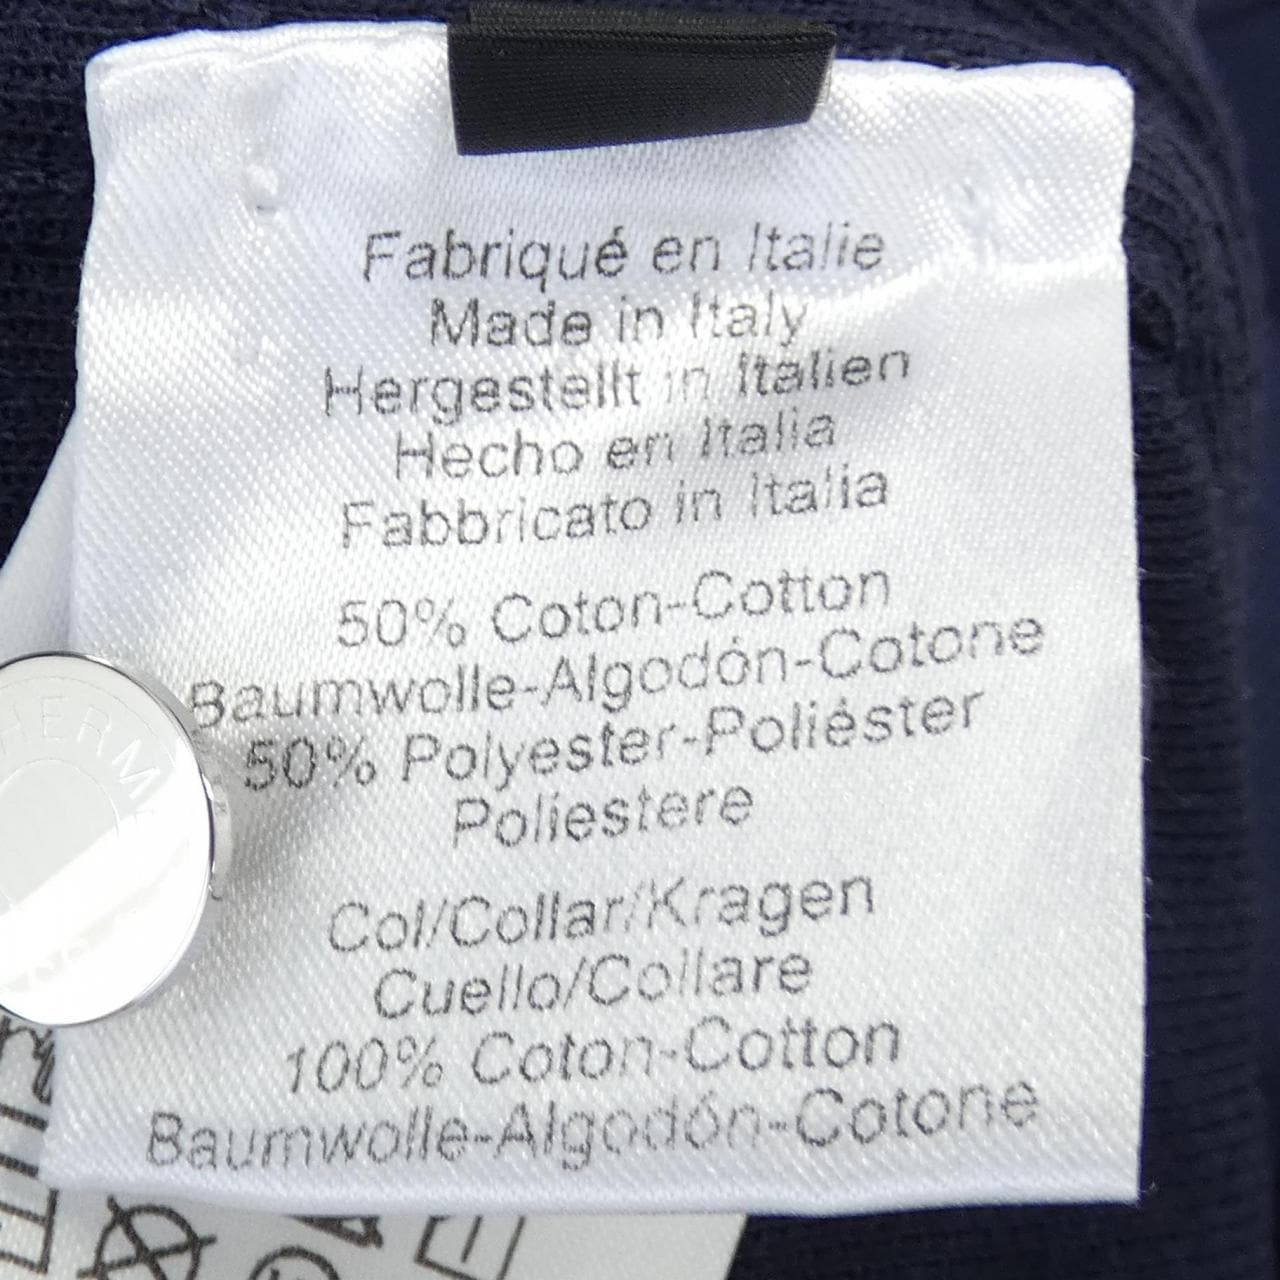 Fabriqué en Italie
Made in Italy
Hergestellt in Italien
Hecho en Italia
Fabbricato in Italia
50% Coton-Cotton
Baumwolle-Algodón-Cotone
50% Polyester-Poliéster
Poliestere
HERM
Col/Collar/Kragen
Cuello/Collare
100% Coton-Cotton
Baumwolle-Algodón-Cotone